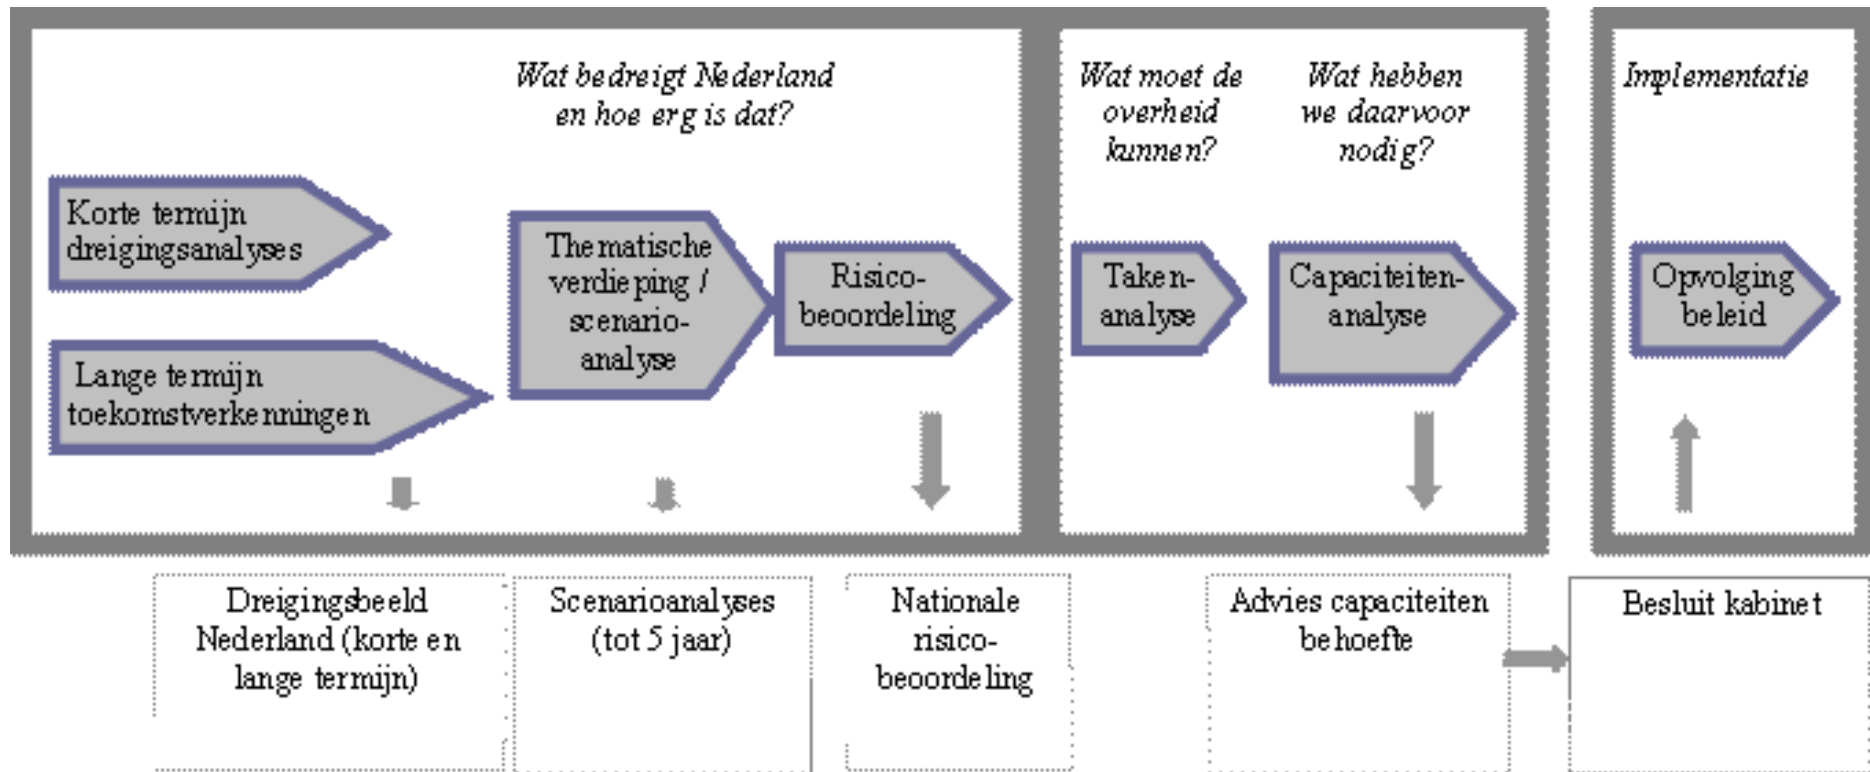 Wat bedreigt Nederland
en hoe erg is dat?
Wat moet de
overheid
kunnen?
Wat hebben
we daarvoor
nodig?
Implementatie
Korte termijn
dreigingsanalyses
Lange termijn
toekomstverkenningen
Thematische
verdieping /
scenario-
analyse
Risico-
beoordeling
Taken-
analyse
Capaciteiten-
analyse
Opvolging
beleid
Dreigingsbeeld
Nederland (korte en
lange termijn)
Scenarioanalyses
(tot 5 jaar)
Nationale
risico-
beoordeling
Advies capaciteiten
behoefte
Besluit kabinet